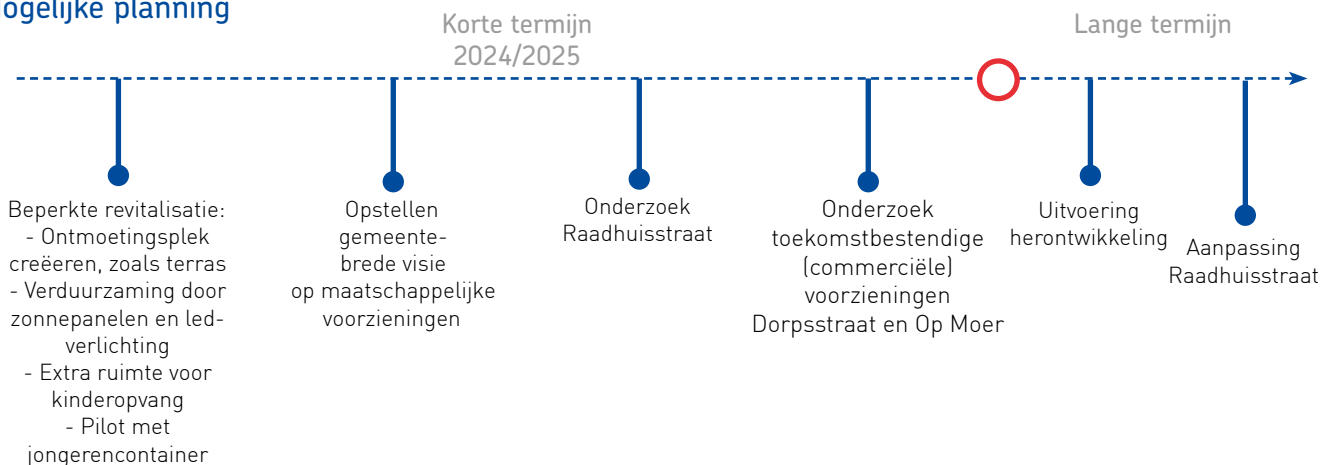 ogelijke planning
Korte termijn
2024/2025
Lange termijn
Beperkte revitalisatie:
- Ontmoetingsplek
creëeren, zoals terras
- Verduurzaming door
zonnepanelen en led-
verlichting
- Extra ruimte voor
kinderopvang
- Pilot met
jongerencontainer
Opstellen
gemeente-
brede visie
op maatschappelijke
voorzieningen
Onderzoek
Raadhuisstraat
Onderzoek
toekomstbestendige
(commerciële)
voorzieningen
Dorpsstraat en Op Moer
Uitvoering
herontwikkeling
Aanpassing
Raadhuisstraat